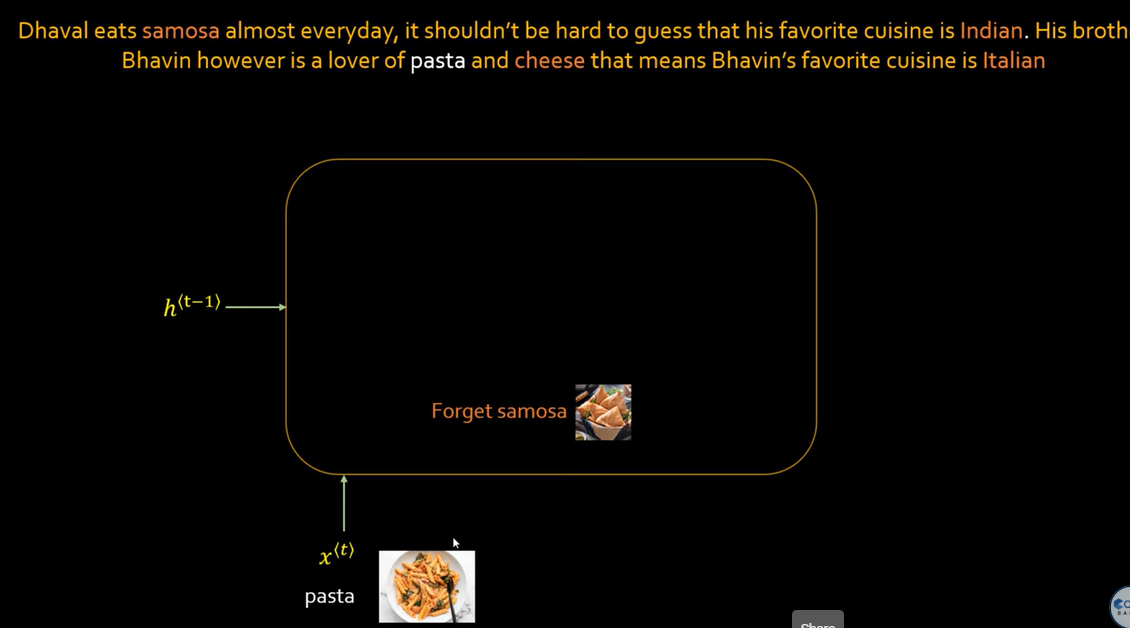 Dhaval eats samosa almost everyday, it shouldn’t be hard to guess that his favorite cuisine is Indian. His broth
Bhavin however is a lover of pasta and cheese that means Bhavin’s favorite cuisine is Italian
h⟨t−1⟩
Forget samosa
x⟨t⟩
pasta
Share